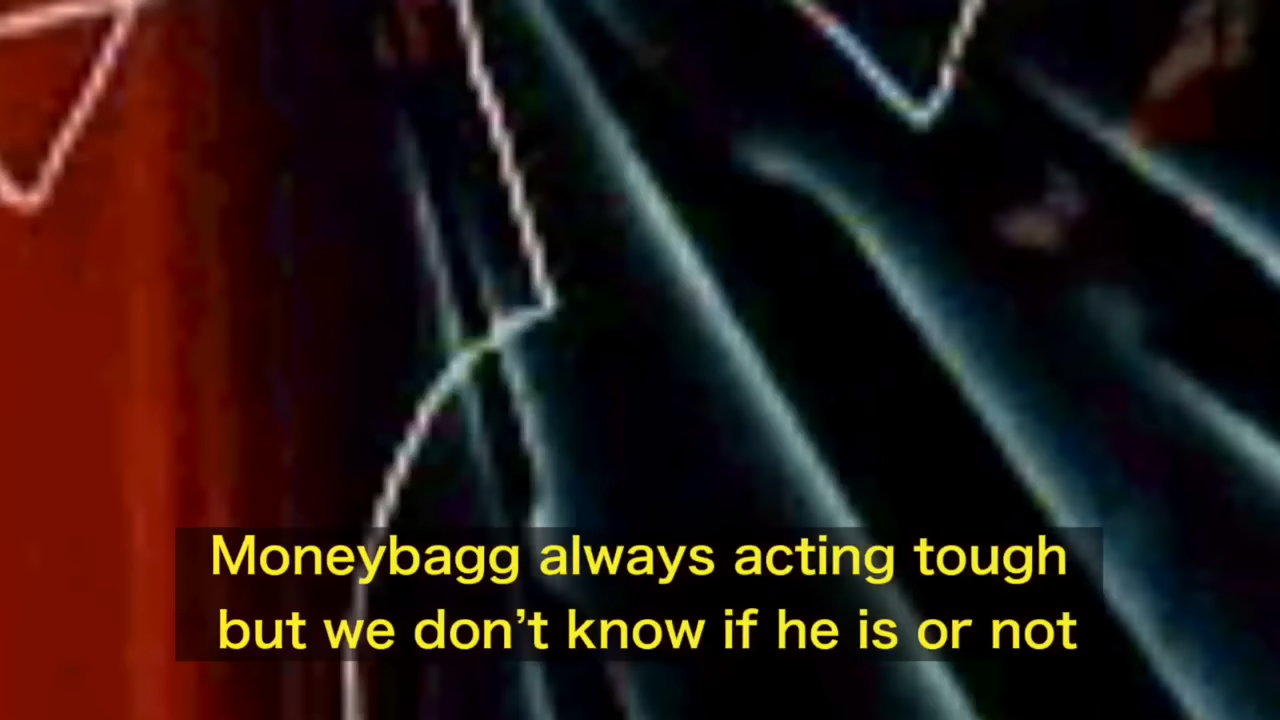 Moneybagg always acting tough
but we don’t know if he is or not